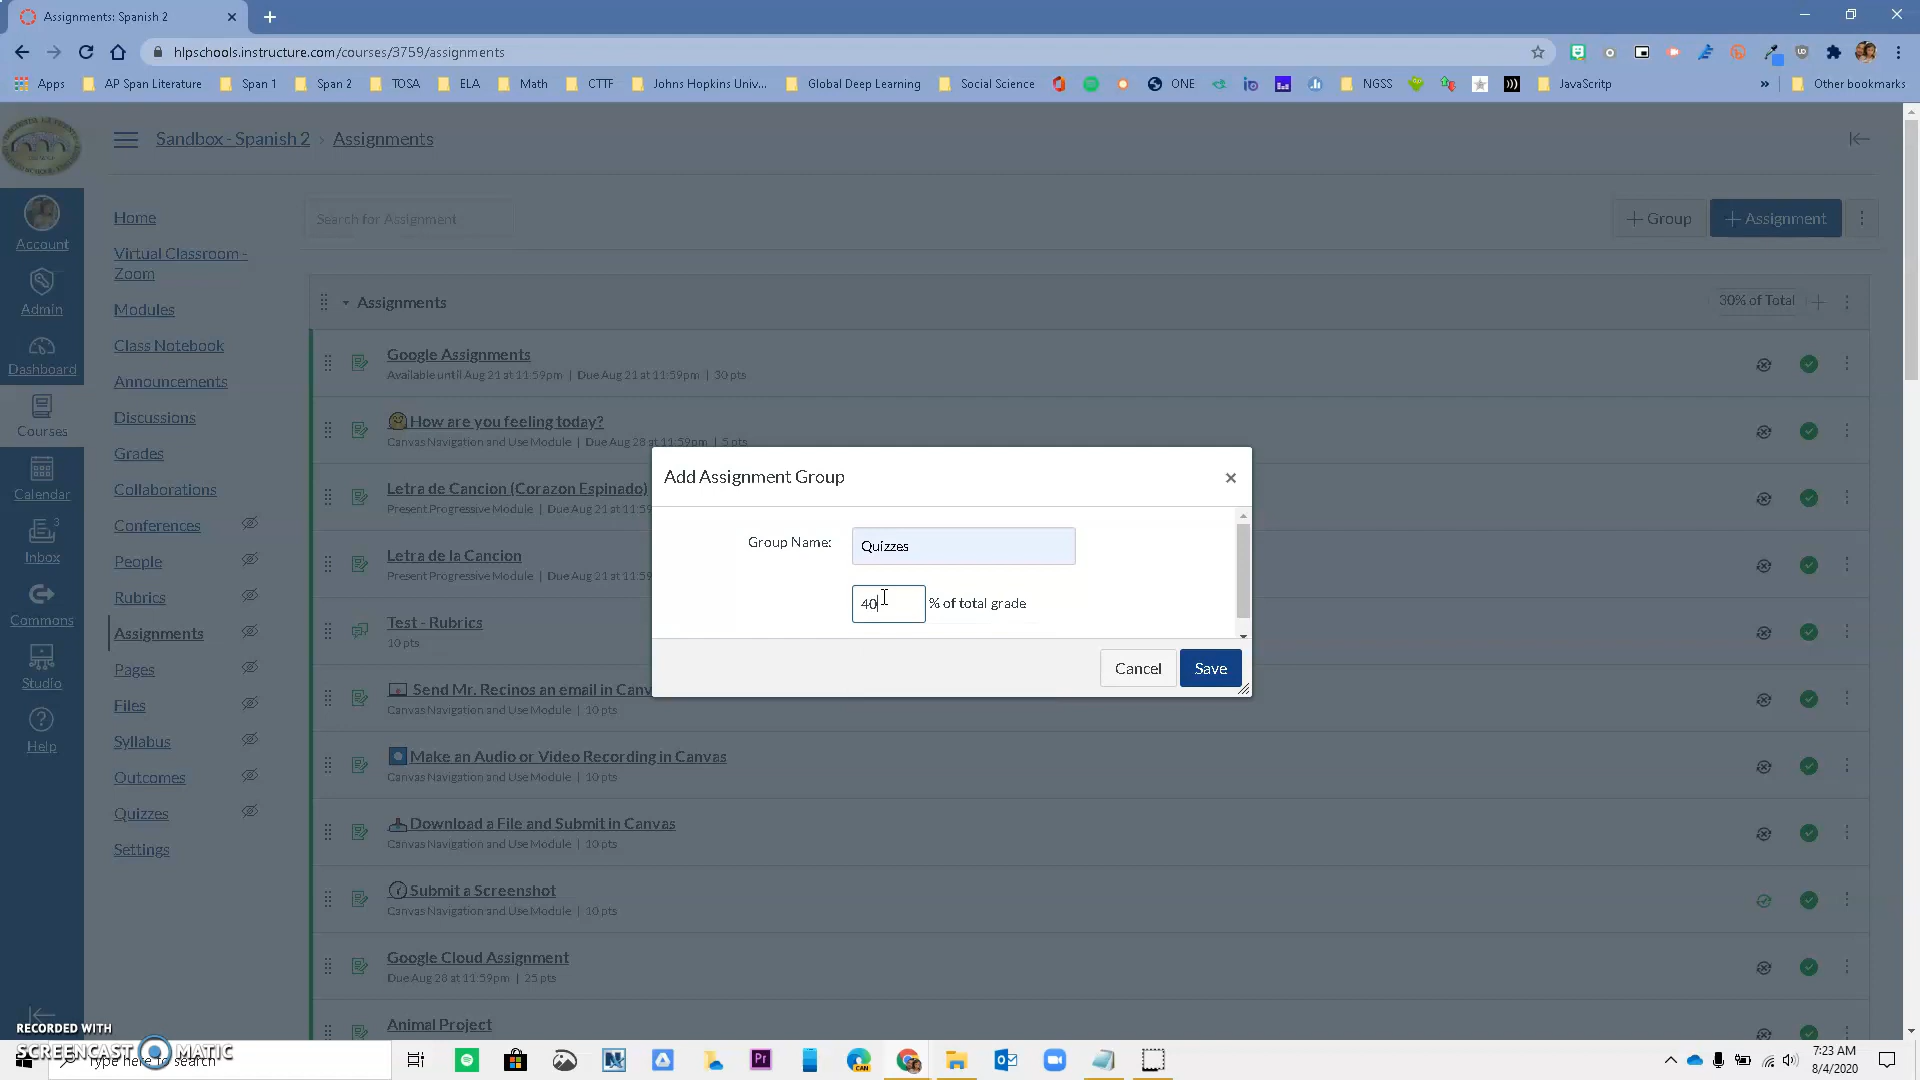 Assignments: Spanish 2
hlpschools.instructure.com/courses/3759/assignments
Apps AP Span Literature Span 1 Span 2 TOSA ELA Math CTTF Johns Hopkins Univ... Global Deep Learning Social Science ONE NGSS JavaScritp » Other bookmarks
Sandbox - Spanish 2 › Assignments
Account
Admin
Dashboard
Courses
Calendar
3
Inbox
Commons
Studio
Help
Home
Virtual Classroom -
Zoom
Modules
Class Notebook
Announcements
Discussions
Grades
Collaborations
Conferences
People
Rubrics
Assignments
Pages
Files
Syllabus
Outcomes
Quizzes
Settings
Search for Assignment
+ Group
+ Assignment
Assignments
30% of Total
Google Assignments
Available until Aug 21 at 11:59pm | Due Aug 21 at 11:59pm | 30 pts
How are you feeling today?
Canvas Navigation and Use Module | Due Aug 28 at 11:59pm | 5 pts
Letra de Cancion (Corazon Espinado)
Present Progressive Module | Due Aug
Letra de la Cancion
Present Progressive Module | Due Aug 21 at 11:59
Test - Rubrics
10 pts
Send Mr. Recinos an email in Canv
Canvas Navigation and Use Module | 10 pts
Make an Audio or Video Recording in Canvas
Canvas Navigation and Use Module | 10 pts
Download a File and Submit in Canvas
Canvas Navigation and Use Module | 10 pts
Submit a Screenshot
Canvas Navigation and Use Module | 10 pts
Google Cloud Assignment
Due Aug 28 at 11:59pm | 25 pts
Animal Project
Add Assignment Group
Group Name: Quizzes
40 % of total grade
Cancel
Save
RECORDED WITH
SCREENCAST MATIC
Type here to search
Pr
CAN
7:23 AM
8/4/2020